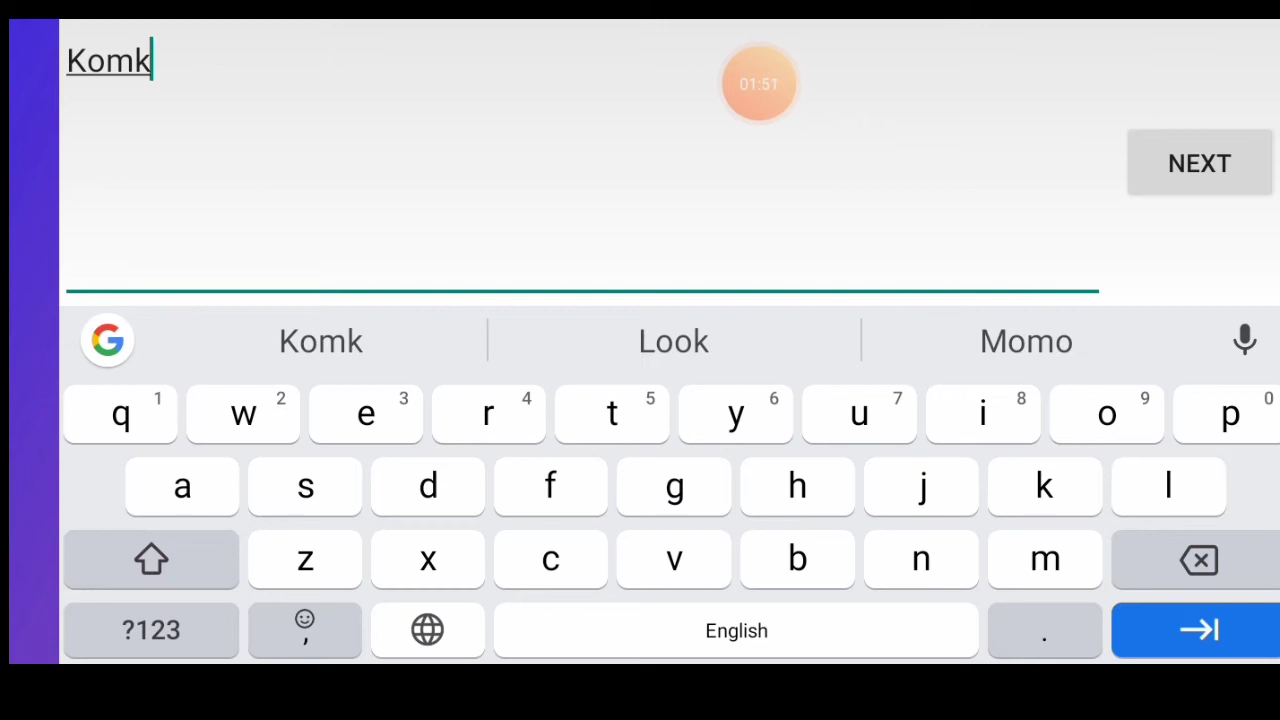 Komk
01:51
NEXT
Komk Look Momo
q 1 w 2 e 3 r 4 t 5 y 6 u 7 i 8 o 9 p 0
a s d f g h j k l
z x c v b n m
?123 , English .